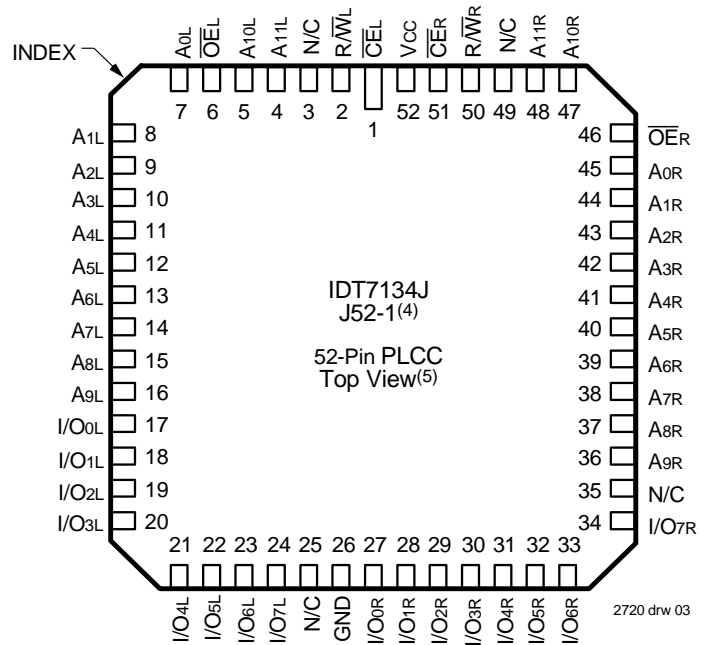 INDEX
A0L
OEL
A10L
A11L
N/C
R/WL
CEL
VCC
CER
R/WR
N/C
A11R
A10R
7 6 5 4 3 2 1 52 51 50 49 48 47
A1L 8
A2L 9
A3L 10
A4L 11
A5L 12
A6L 13
A7L 14
A8L 15
A9L 16
I/O0L 17
I/O1L 18
I/O2L 19
I/O3L 20
IDT7134J
J52-1(4)
52-Pin PLCC
Top View(5)
46 OER
45 A0R
44 A1R
43 A2R
42 A3R
41 A4R
40 A5R
39 A6R
38 A7R
37 A8R
36 A9R
35 N/C
34 I/O7R
21 22 23 24 25 26 27 28 29 30 31 32 33
I/O4L
I/O5L
I/O6L
I/O7L
N/C
GND
I/O0R
I/O1R
I/O2R
I/O3R
I/O4R
I/O5R
I/O6R
2720 drw 03